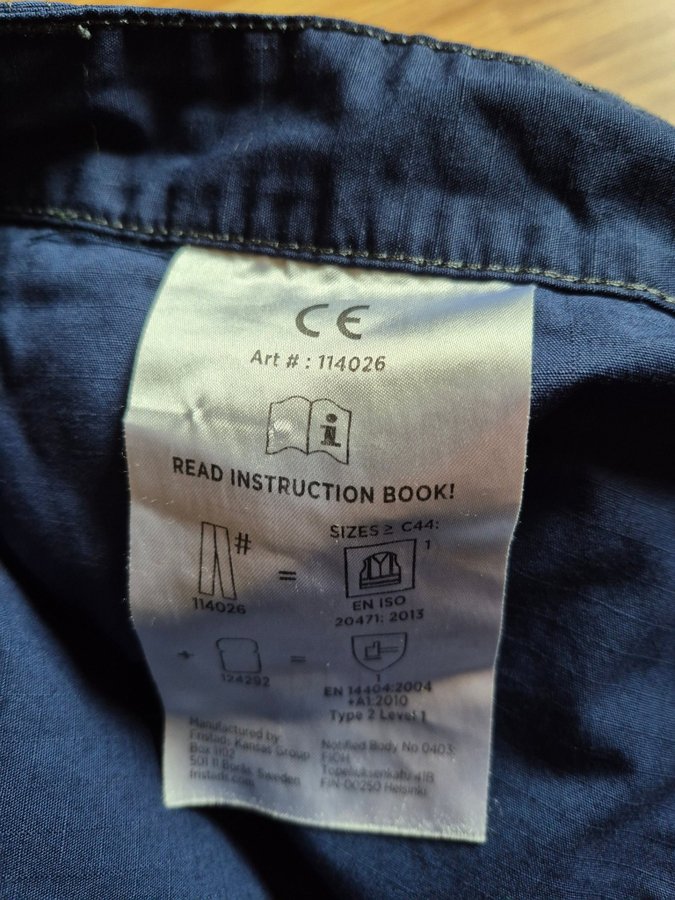 CE
Art # : 114026
i
READ INSTRUCTION BOOK!
#
=
114026
SIZES ≥ C44:
1
EN ISO
20471: 2013
+
=
124292
1
EN 14404:2004
+A1:2010
Type 2 Level 1
Manufactured by
Fristads Kansas Group
Box 1102
501 11 Borås, Sweden
fristads.com
Notified Body No 0403:
FIOH
Topeliuksenkatu 41B
FIN-00250 Helsinki